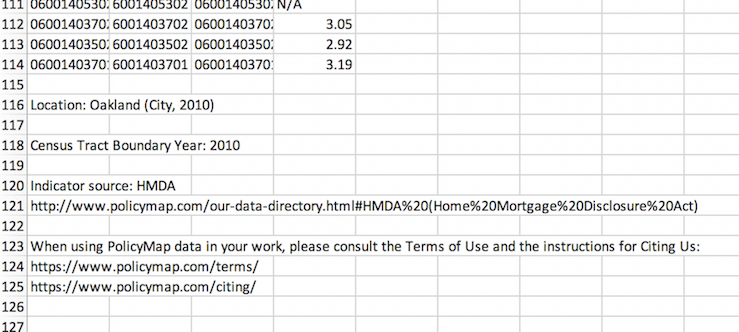 111 0600140530 6001405302 0600140530 N/A
112 0600140370 6001403702 0600140370 3.05
113 0600140350 6001403502 0600140350 2.92
114 0600140370 6001403701 0600140370 3.19
115
116 Location: Oakland (City, 2010)
117
118 Census Tract Boundary Year: 2010
119
120 Indicator source: HMDA
121 http://www.policymap.com/our-data-directory.html#HMDA%20(Home%20Mortgage%20Disclosure%20Act)
122
123 When using PolicyMap data in your work, please consult the Terms of Use and the instructions for Citing Us:
124 https://www.policymap.com/terms/
125 https://www.policymap.com/citing/
126
127